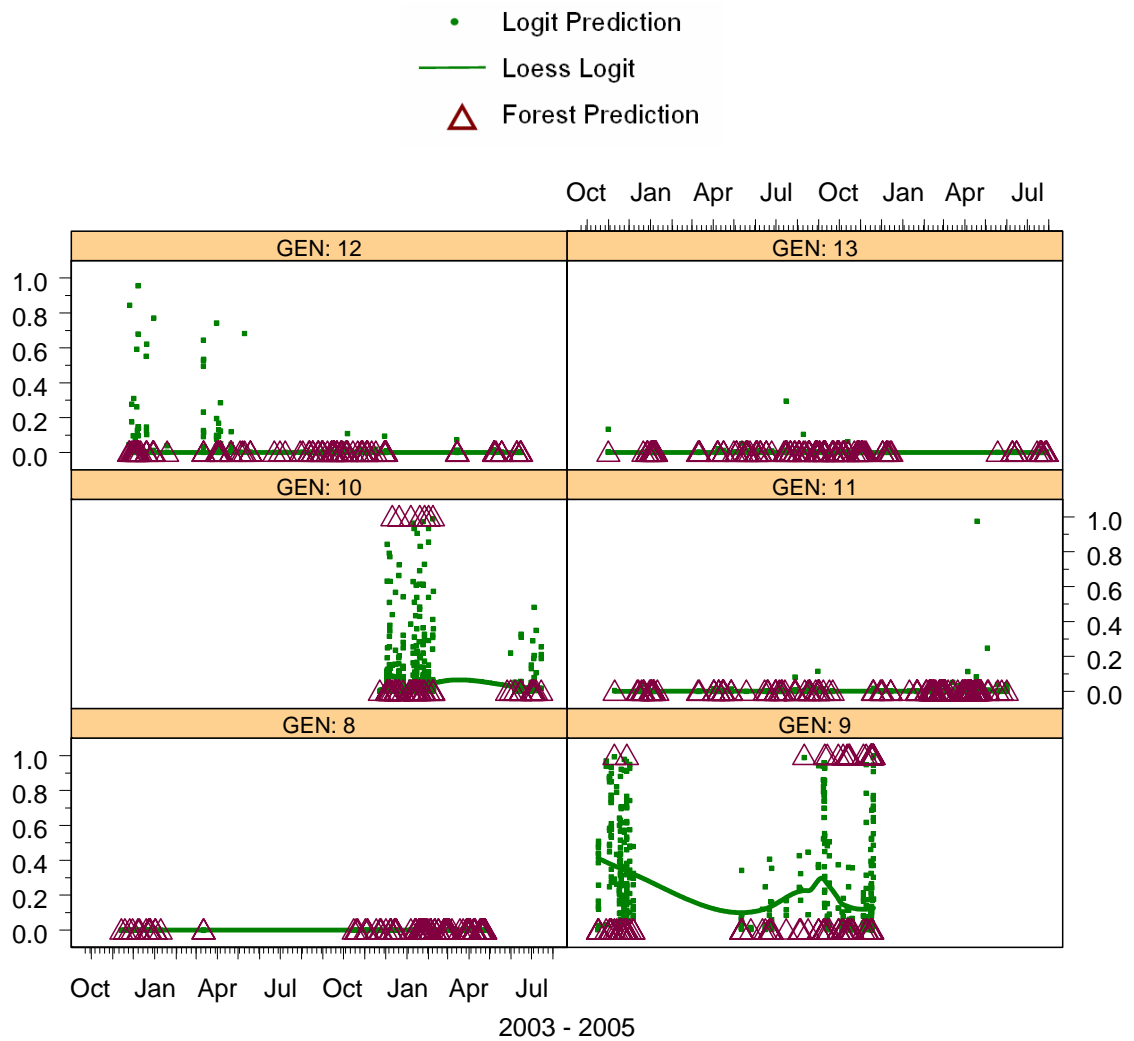 Logit Prediction
Loess Logit
Forest Prediction
Oct Jan Apr Jul Oct Jan Apr Jul
GEN: 12 GEN: 13
1.0
0.8
0.6
0.4
0.2
0.0
GEN: 10 GEN: 11
1.0
0.8
0.6
0.4
0.2
0.0
GEN: 8 GEN: 9
1.0
0.8
0.6
0.4
0.2
0.0
Oct Jan Apr Jul Oct Jan Apr Jul
2003 - 2005